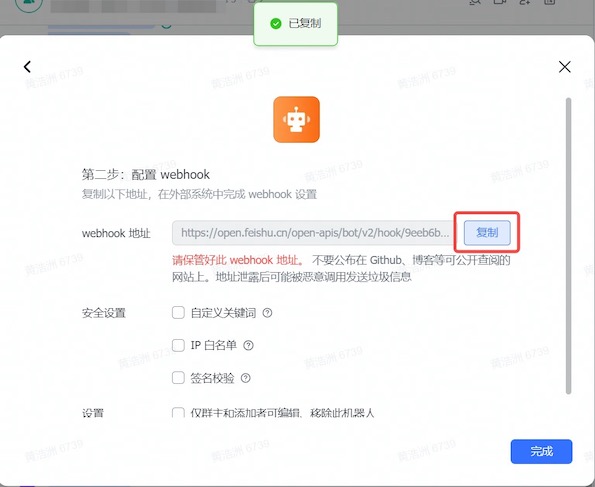 已复制
第二步：配置 webhook
复制以下地址，在外部系统中完成 webhook 设置
webhook 地址
https://open.feishu.cn/open-apis/bot/v2/hook/9eeb6b...
复制
请保管好此 webhook 地址。 不要公布在 Github、博客等可公开查阅的
网站上。地址泄露后可能被恶意调用发送垃圾信息
安全设置
自定义关键词
IP 白名单
签名校验
设置
仅群主和添加者可编辑、移除此机器人
完成